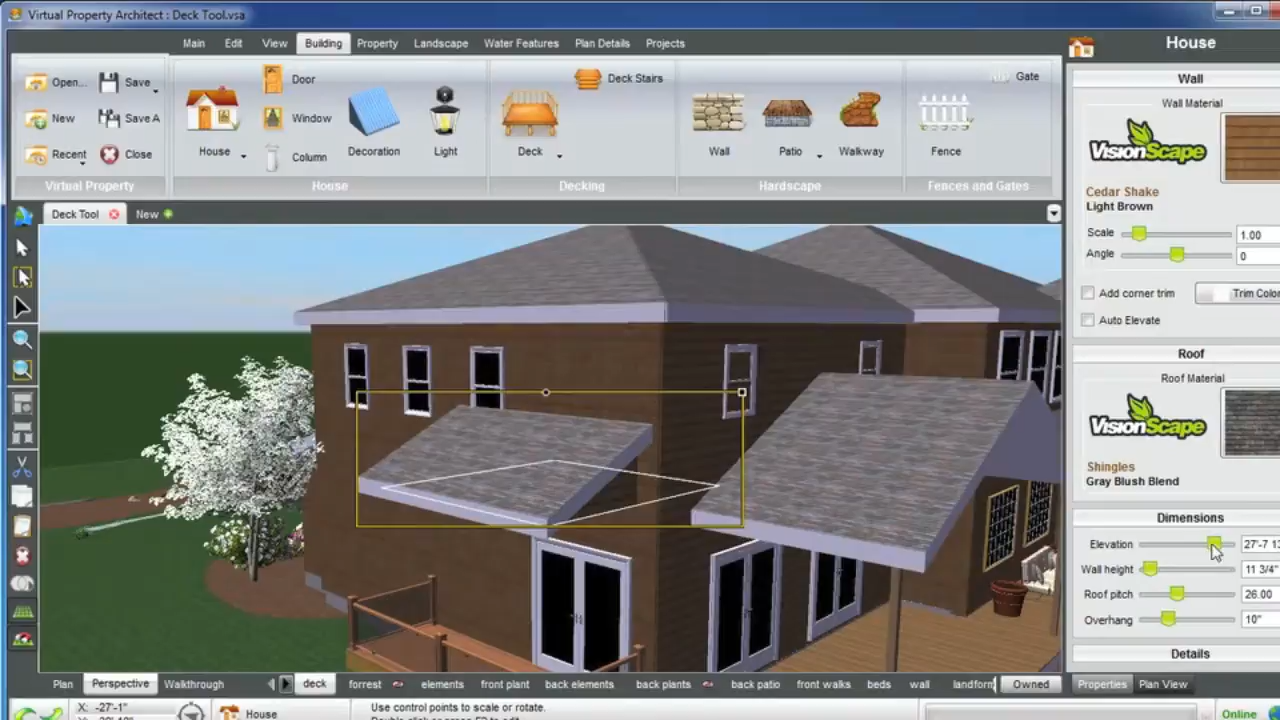 Virtual Property Architect : Deck Tool.vsa
Main Edit View Building Property Landscape Water Features Plan Details Projects
House
Open... Save
New Save A
Recent Close
Virtual Property
House
Door
Window
Column
Decoration
Light
House
Deck
Deck Stairs
Decking
Wall
Patio
Walkway
Hardscape
Gate
Fence
Fences and Gates
Deck Tool New
Wall
Wall Material
VisionScape
Cedar Shake
Light Brown
Scale 1.00
Angle 0
Add corner trim Trim Color
Auto Elevate
Roof
Roof Material
VisionScape
Shingles
Gray Blush Blend
Dimensions
Elevation 27'-7 13
Wall height 11 3/4"
Roof pitch 26.00
Overhang 10"
Details
Plan Perspective Walkthrough deck forrest elements front plant back elements back plants back patio front walks beds wall landform Owned Properties Plan View
X: -27'-1"
House
Use control points to scale or rotate.
Online